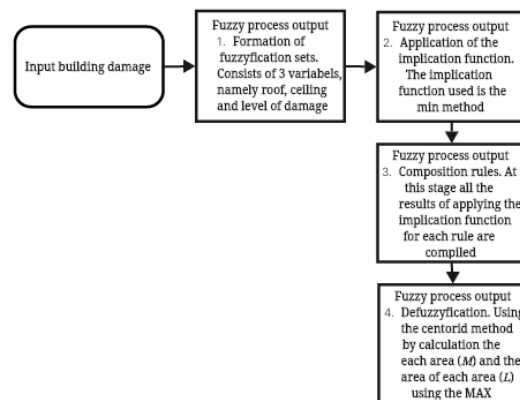 Input building damage
Fuzzy process output
1. Formation of
fuzzyfication sets.
Consists of 3 variabels,
namely roof, ceiling
and level of damage
Fuzzy process output
2. Application of the
implication function.
The implication
function used is the
min method
Fuzzy process output
3. Composition rules. At
this stage all the
results of applying the
implication function
for each rule are
compiled
Fuzzy process output
4. Defuzzyfication. Using
the centorid method
by calculation the
each area (M) and the
area of each area (L)
using the MAX